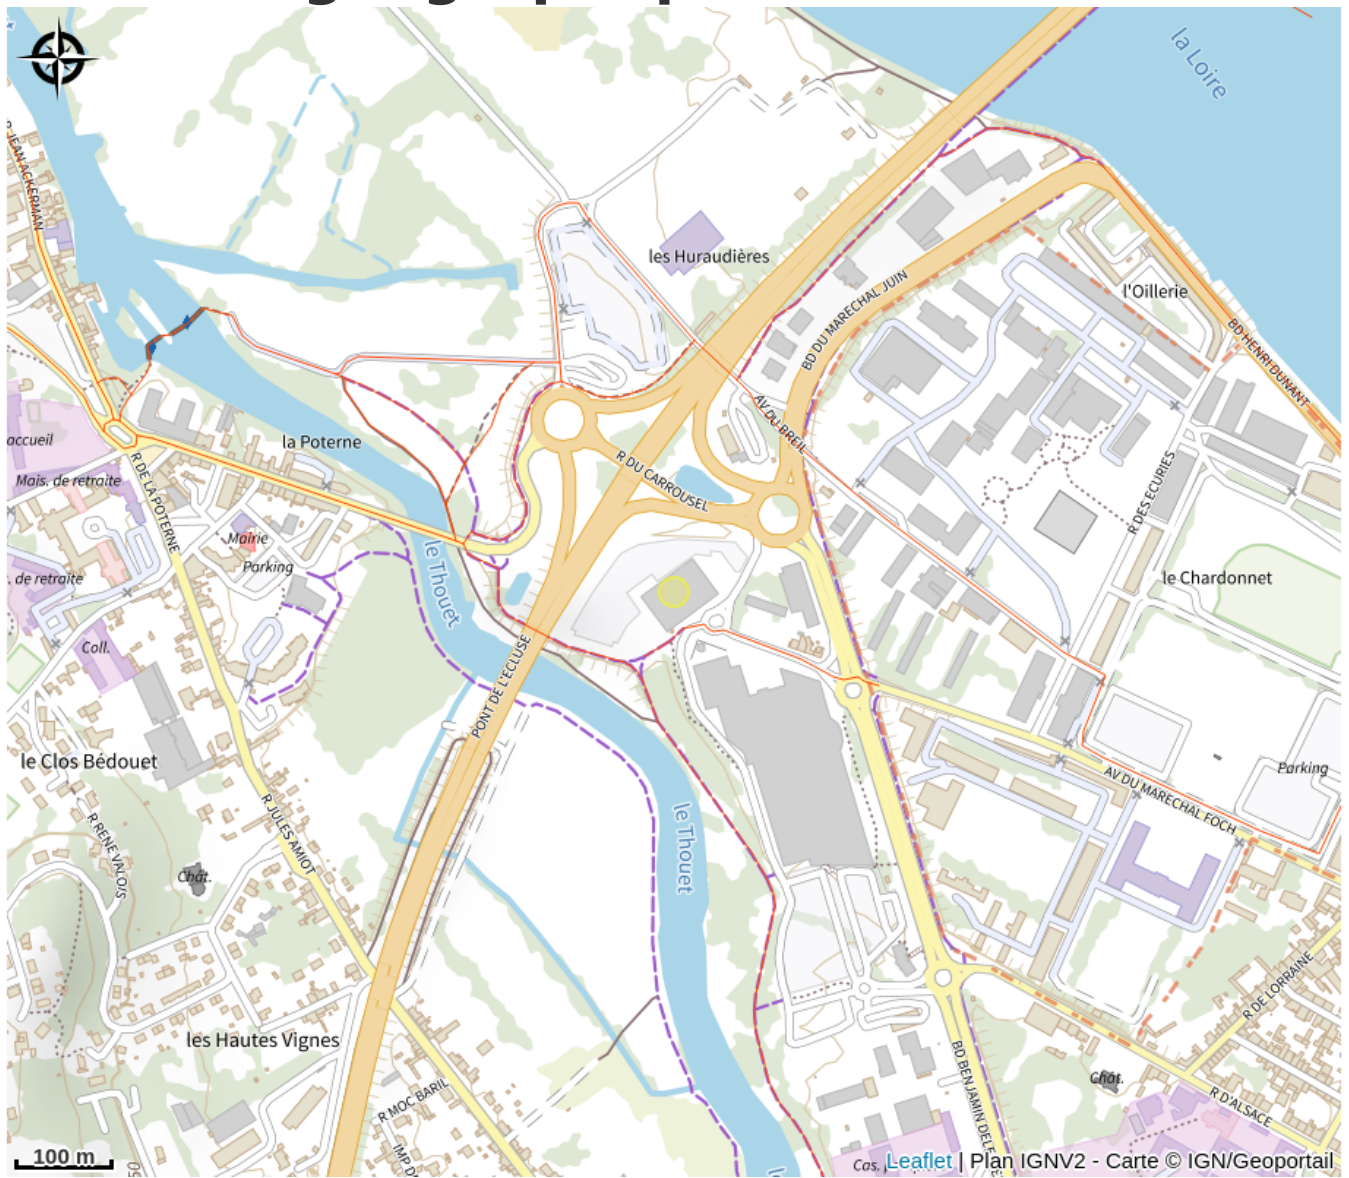 la Loire
R JEAN ACKERMAN
les Huraudières
l'Oillerie
BD DU MARECHAL JUIN
BD HENRI DUNANT
AV DU BREIL
accueil
la Poterne
R DU CARROUSEL
Mais. de retraite
R DE LA POTERNE
R DES ECURIES
Mairie
Parking
le Thouet
. de retraite
le Chardonnet
Coll.
PONT DE L'ECLUSE
le Clos Bédouet
Parking
AV DU MARECHAL FOCH
R JULES AMIOT
R RENE VALOIS
le Thouet
Chât.
R DE LORRAINE
les Hautes Vignes
BD BENJAMIN DELE
Chât.
R MOC BARIL
R D'ALSACE
IMP D
100 m
Cas.
Leaflet | Plan IGNV2 - Carte © IGN/Geoportail